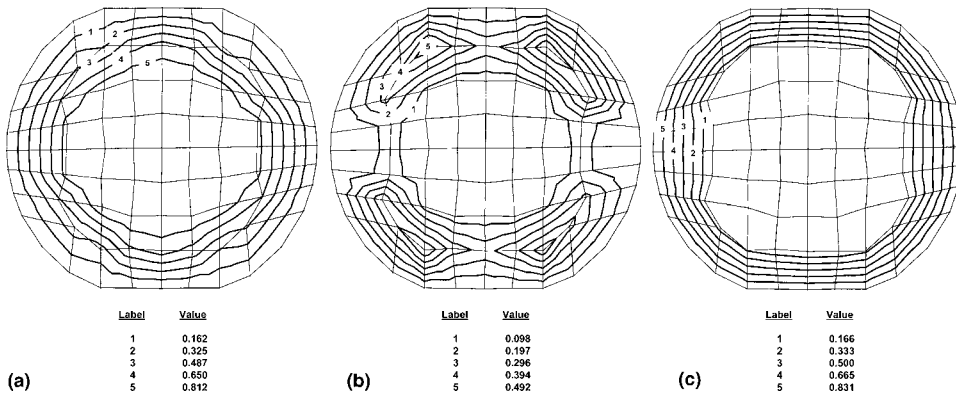 1 2
3 4 5
5
4
3
2
5 3 1
4 2
Label Value
1 0.162
2 0.325
3 0.487
4 0.650
5 0.812
(a)
Label Value
1 0.098
2 0.197
3 0.296
4 0.394
5 0.492
(b)
Label Value
1 0.166
2 0.333
3 0.500
4 0.665
5 0.831
(c)